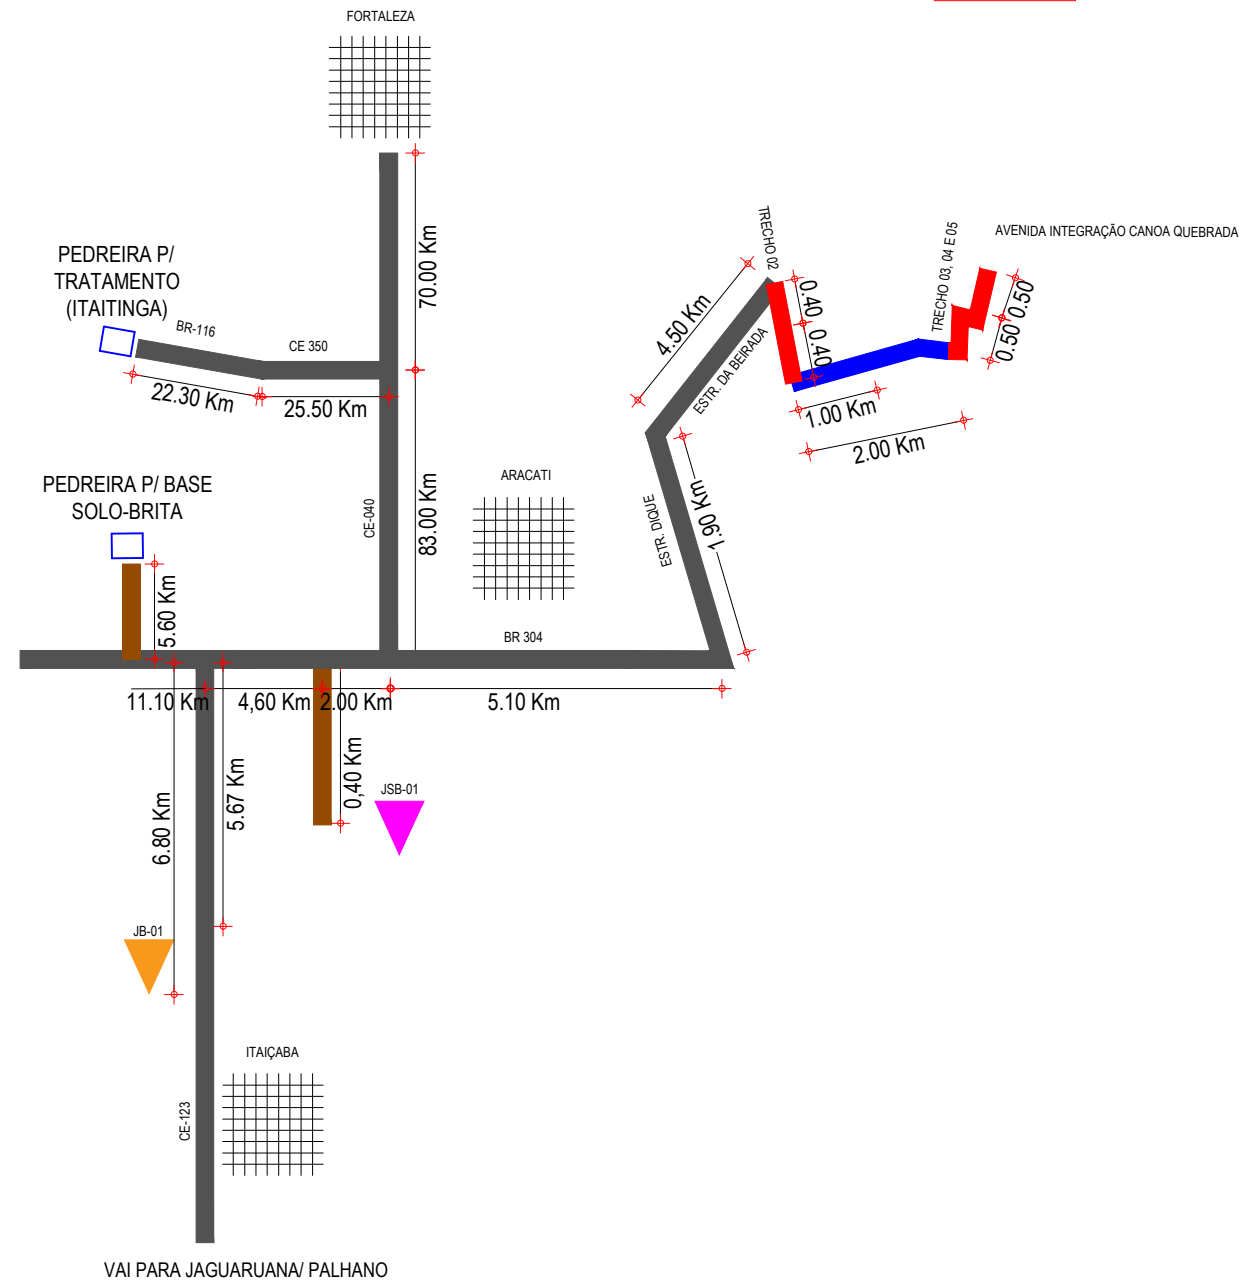 FORTALEZA
70.00 Km
PEDREIRA P/
TRATAMENTO
(ITAITINGA)
BR-116
CE 350
22.30 Km
25.50 Km
TRECHO 02
0.40
0.40
4.50 Km
ESTR. DA BEIRADA
TRECHO 03, 04 E 05
AVENIDA INTEGRAÇÃO CANOA QUEBRADA
0.50
0.50
1.00 Km
2.00 Km
PEDREIRA P/ BASE
SOLO-BRITA
CE-040
83.00 Km
ARACATI
ESTR. DIQUE
1.90 Km
5.60 Km
BR 304
11.10 Km
4,60 Km
2.00 Km
5.10 Km
6.80 Km
5.67 Km
0,40 Km
JSB-01
JB-01
ITAIÇABA
CE-123
VAI PARA JAGUARUANA/ PALHANO